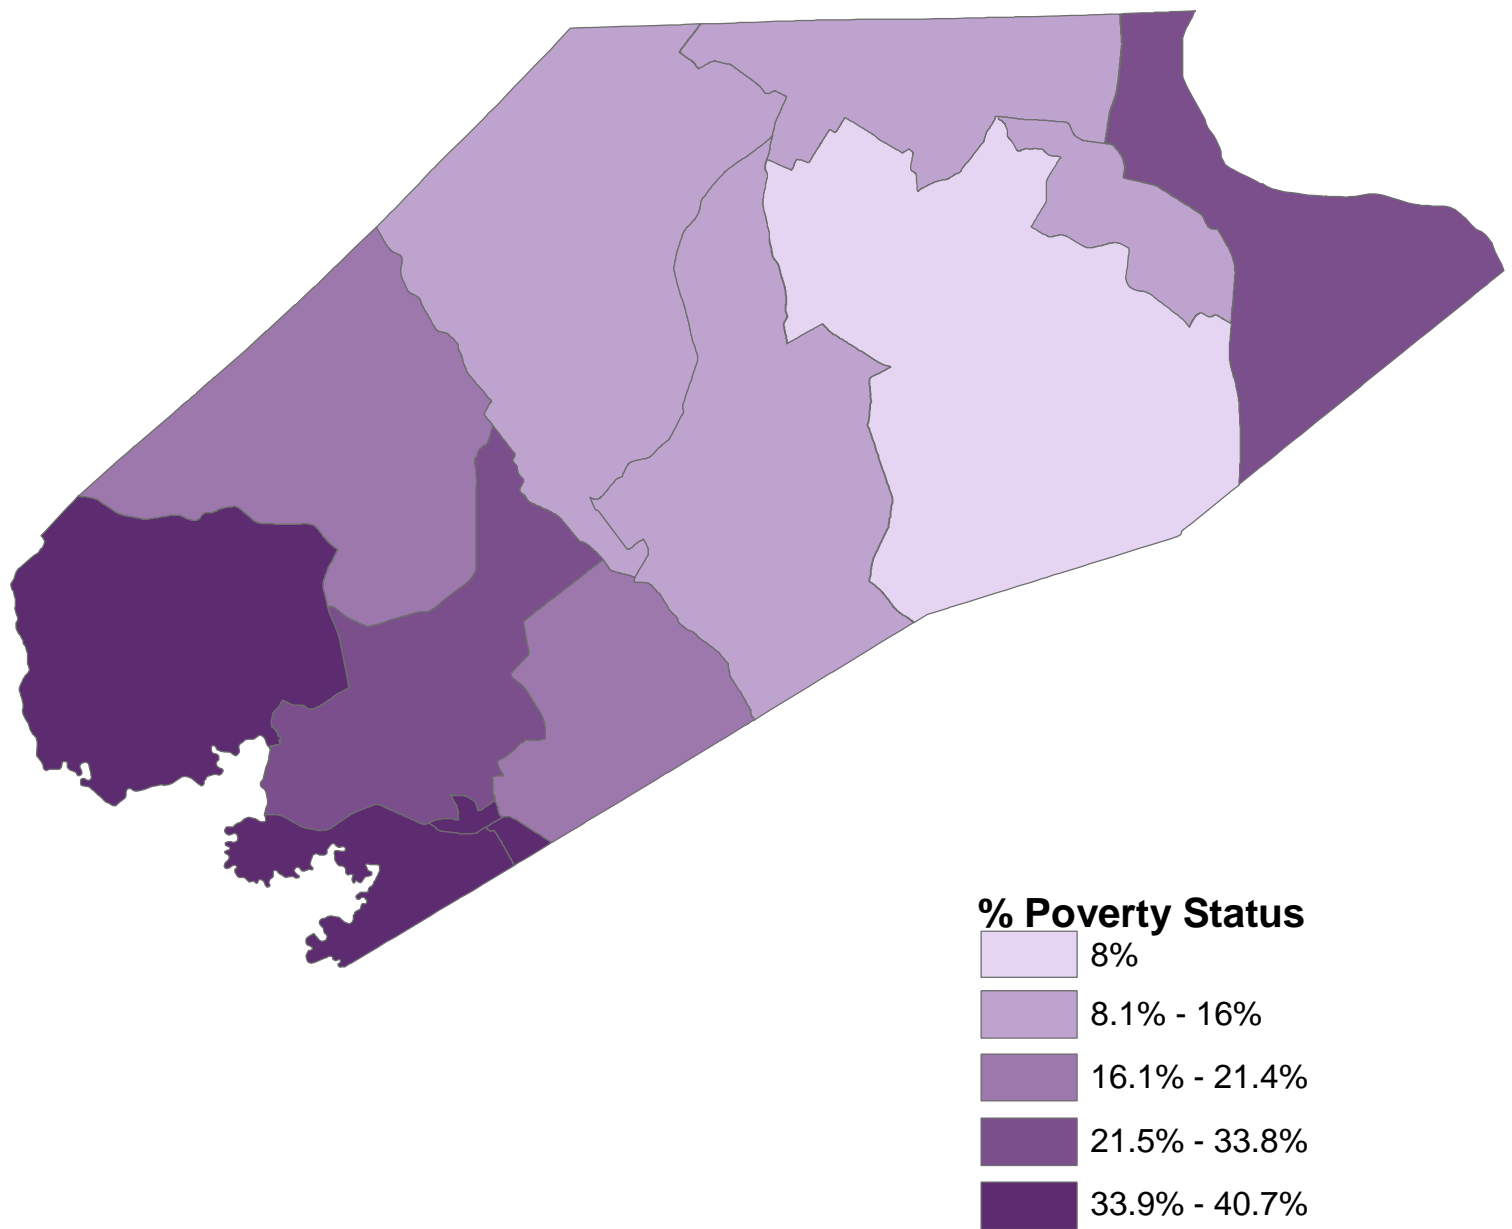 % Poverty Status
8%
8.1% - 16%
16.1% - 21.4%
21.5% - 33.8%
33.9% - 40.7%